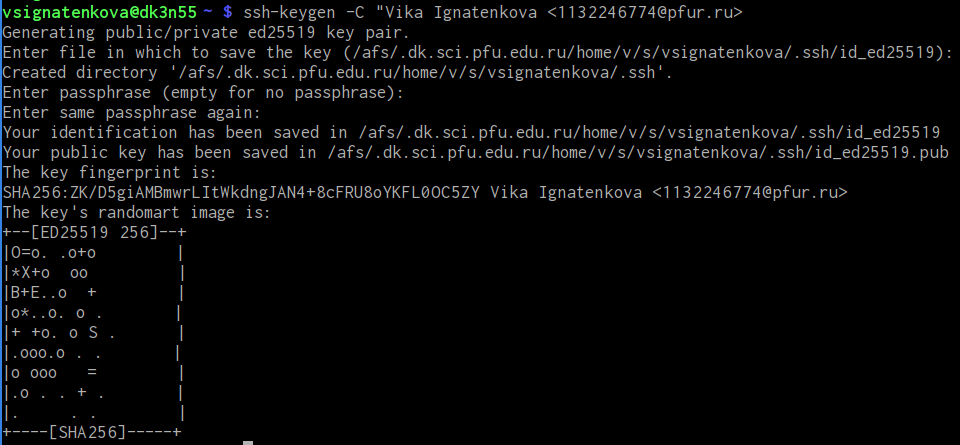 vsignatenkova@dk3n55 ~ $ ssh-keygen -C "Vika Ignatenkova <1132246774@pfur.ru>
Generating public/private ed25519 key pair.
Enter file in which to save the key (/afs/.dk.sci.pfu.edu.ru/home/v/s/vsignatenkova/.ssh/id_ed25519):
Created directory '/afs/.dk.sci.pfu.edu.ru/home/v/s/vsignatenkova/.ssh'.
Enter passphrase (empty for no passphrase):
Enter same passphrase again:
Your identification has been saved in /afs/.dk.sci.pfu.edu.ru/home/v/s/vsignatenkova/.ssh/id_ed25519
Your public key has been saved in /afs/.dk.sci.pfu.edu.ru/home/v/s/vsignatenkova/.ssh/id_ed25519.pub
The key fingerprint is:
SHA256:ZK/D5giAMBmwrLItWkdngJAN4+8cFRU8oYKFL0OC5ZY Vika Ignatenkova <1132246774@pfur.ru>
The key's randomart image is:
+--[ED25519 256]--+
|O=o. .o+o        |
|*X+o  oo         |
|B+E..o  +        |
|o*..o. o .       |
|+ +o. o S .      |
|.ooo.o . .       |
|o ooo   =        |
|.o . . + .       |
|.     . .        |
+----[SHA256]-----+